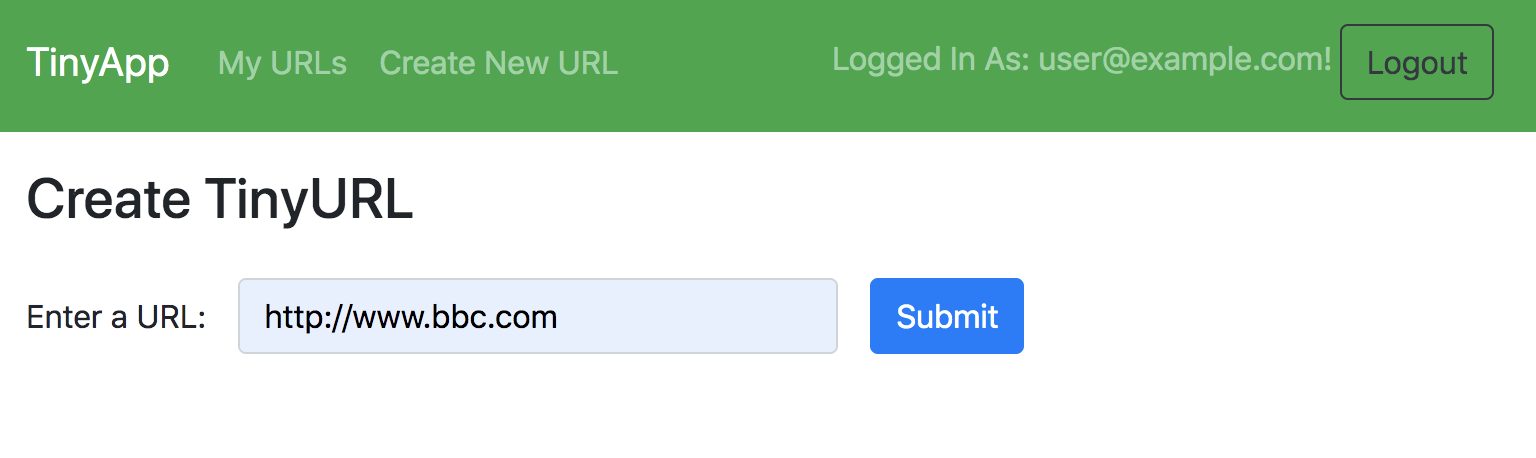 TinyApp My URLs Create New URL Logged In As: user@example.com! Logout
Create TinyURL
Enter a URL: http://www.bbc.com Submit